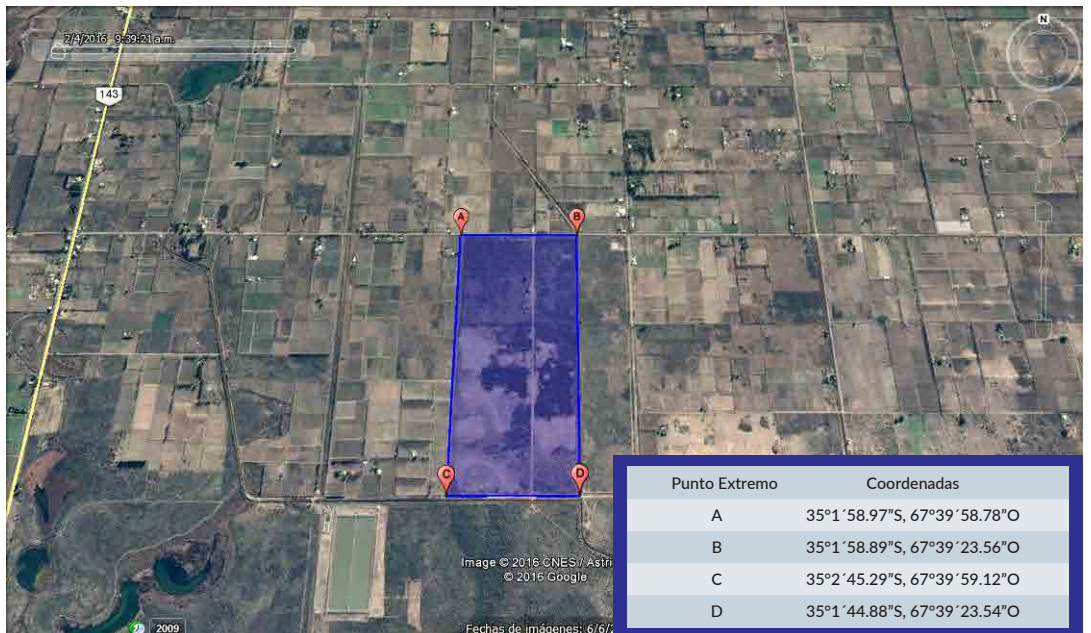 2/4/2016 9:39:21 a.m.
N
143
A
B
C
D
Punto Extremo Coordenadas
A 35°1´58.97”S, 67°39´58.78”O
B 35°1´58.89”S, 67°39´23.56”O
C 35°2´45.29”S, 67°39´59.12”O
D 35°1´44.88”S, 67°39´23.54”O
Image © 2016 CNES / Astri
© 2016 Google
2009
Fechas de imágenes: 6/6/2